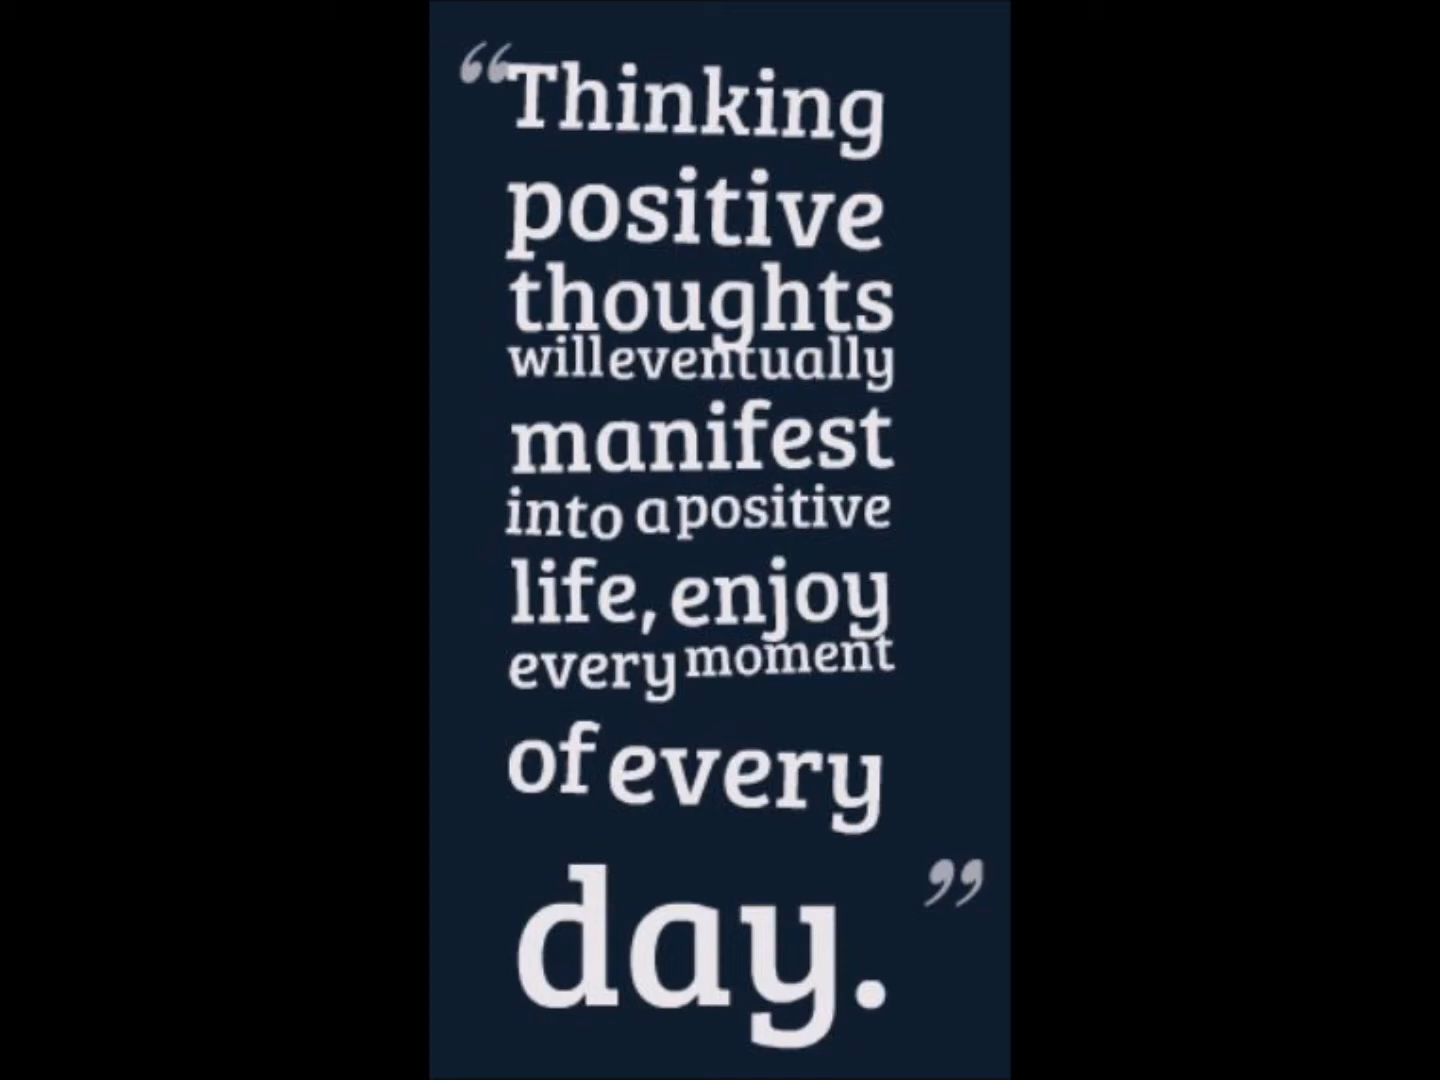 “Thinking
positive
thoughts
will eventually
manifest
into a positive
life, enjoy
every moment
of every
day.”